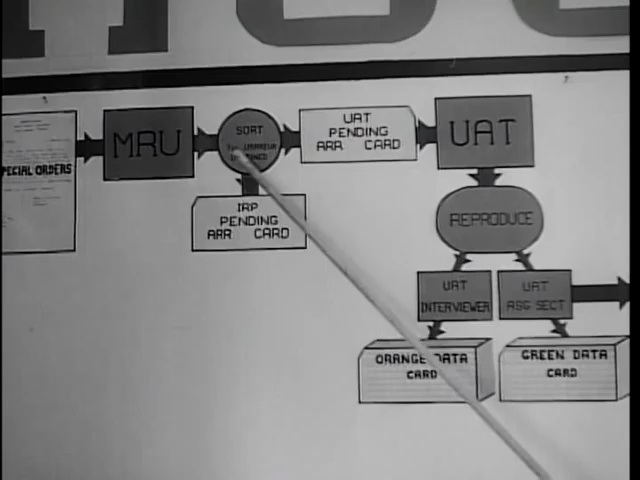 SPECIAL ORDERS
MRU
SORT
UAT
PENDING
ARR CARD
UAT
IRP
PENDING
ARR CARD
REPRODUCE
UAT
INTERVIEWER
UAT
ASG SECT
ORANGE DATA
CARD
GREEN DATA
CARD